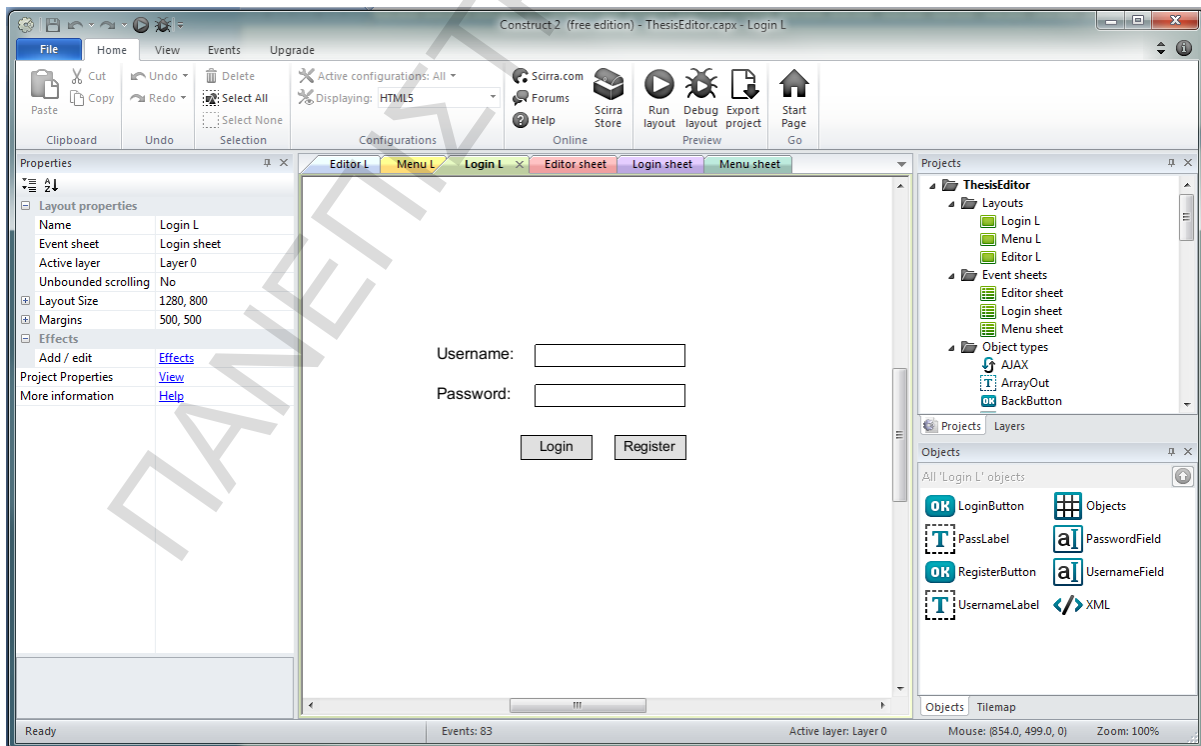 Construct 2 (free edition) - ThesisEditor.capx - Login L
File Home View Events Upgrade
Paste
Cut
Copy
Clipboard
Undo
Redo
Undo
Delete
Select All
Select None
Selection
Active configurations: All
Displaying: HTML5
Configurations
Scirra.com
Forums
Help
Scirra
Store
Online
Run
layout
Debug
layout
Export
project
Preview
Start
Page
Go
Properties
Layout properties
Name Login L
Event sheet Login sheet
Active layer Layer 0
Unbounded scrolling No
Layout Size 1280, 800
Margins 500, 500
Effects
Add / edit Effects
Project Properties View
More information Help
Editor L Menu L Login L Editor sheet Login sheet Menu sheet
Username:
Password:
Login Register
Projects
ThesisEditor
Layouts
Login L
Menu L
Editor L
Event sheets
Editor sheet
Login sheet
Menu sheet
Object types
AJAX
ArrayOut
OK BackButton
Projects Layers
Objects
All 'Login L' objects
OK LoginButton Objects
T PassLabel aI PasswordField
OK RegisterButton aI UsernameField
T UsernameLabel XML
Objects Tilemap
Ready Events: 83 Active layer: Layer 0 Mouse: (854.0, 499.0, 0) Zoom: 100%
ΠΑΝΕΠΙΣΤ